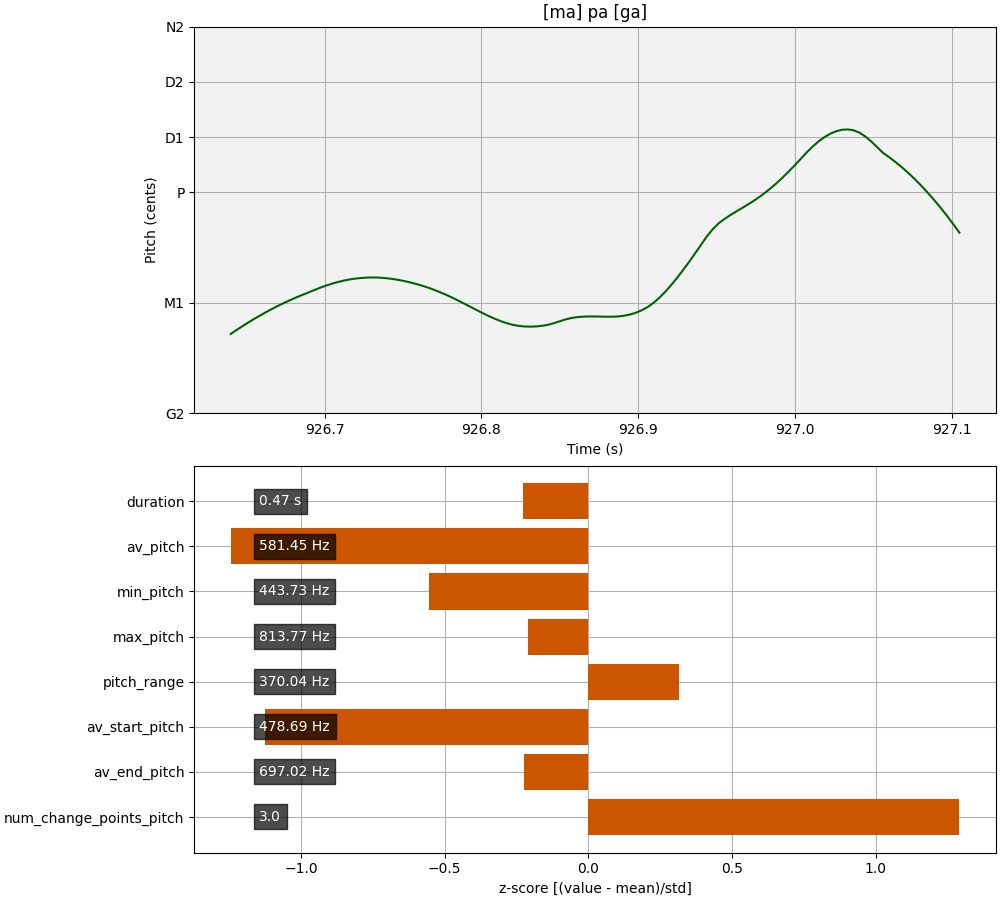 [ma] pa [ga]
N2
D2
D1
P
M1
G2
Pitch (cents)
926.7 926.8 926.9 927.0 927.1
Time (s)
duration 0.47 s
av_pitch 581.45 Hz
min_pitch 443.73 Hz
max_pitch 813.77 Hz
pitch_range 370.04 Hz
av_start_pitch 478.69 Hz
av_end_pitch 697.02 Hz
num_change_points_pitch 3.0
−1.0 −0.5 0.0 0.5 1.0
z-score [(value - mean)/std]